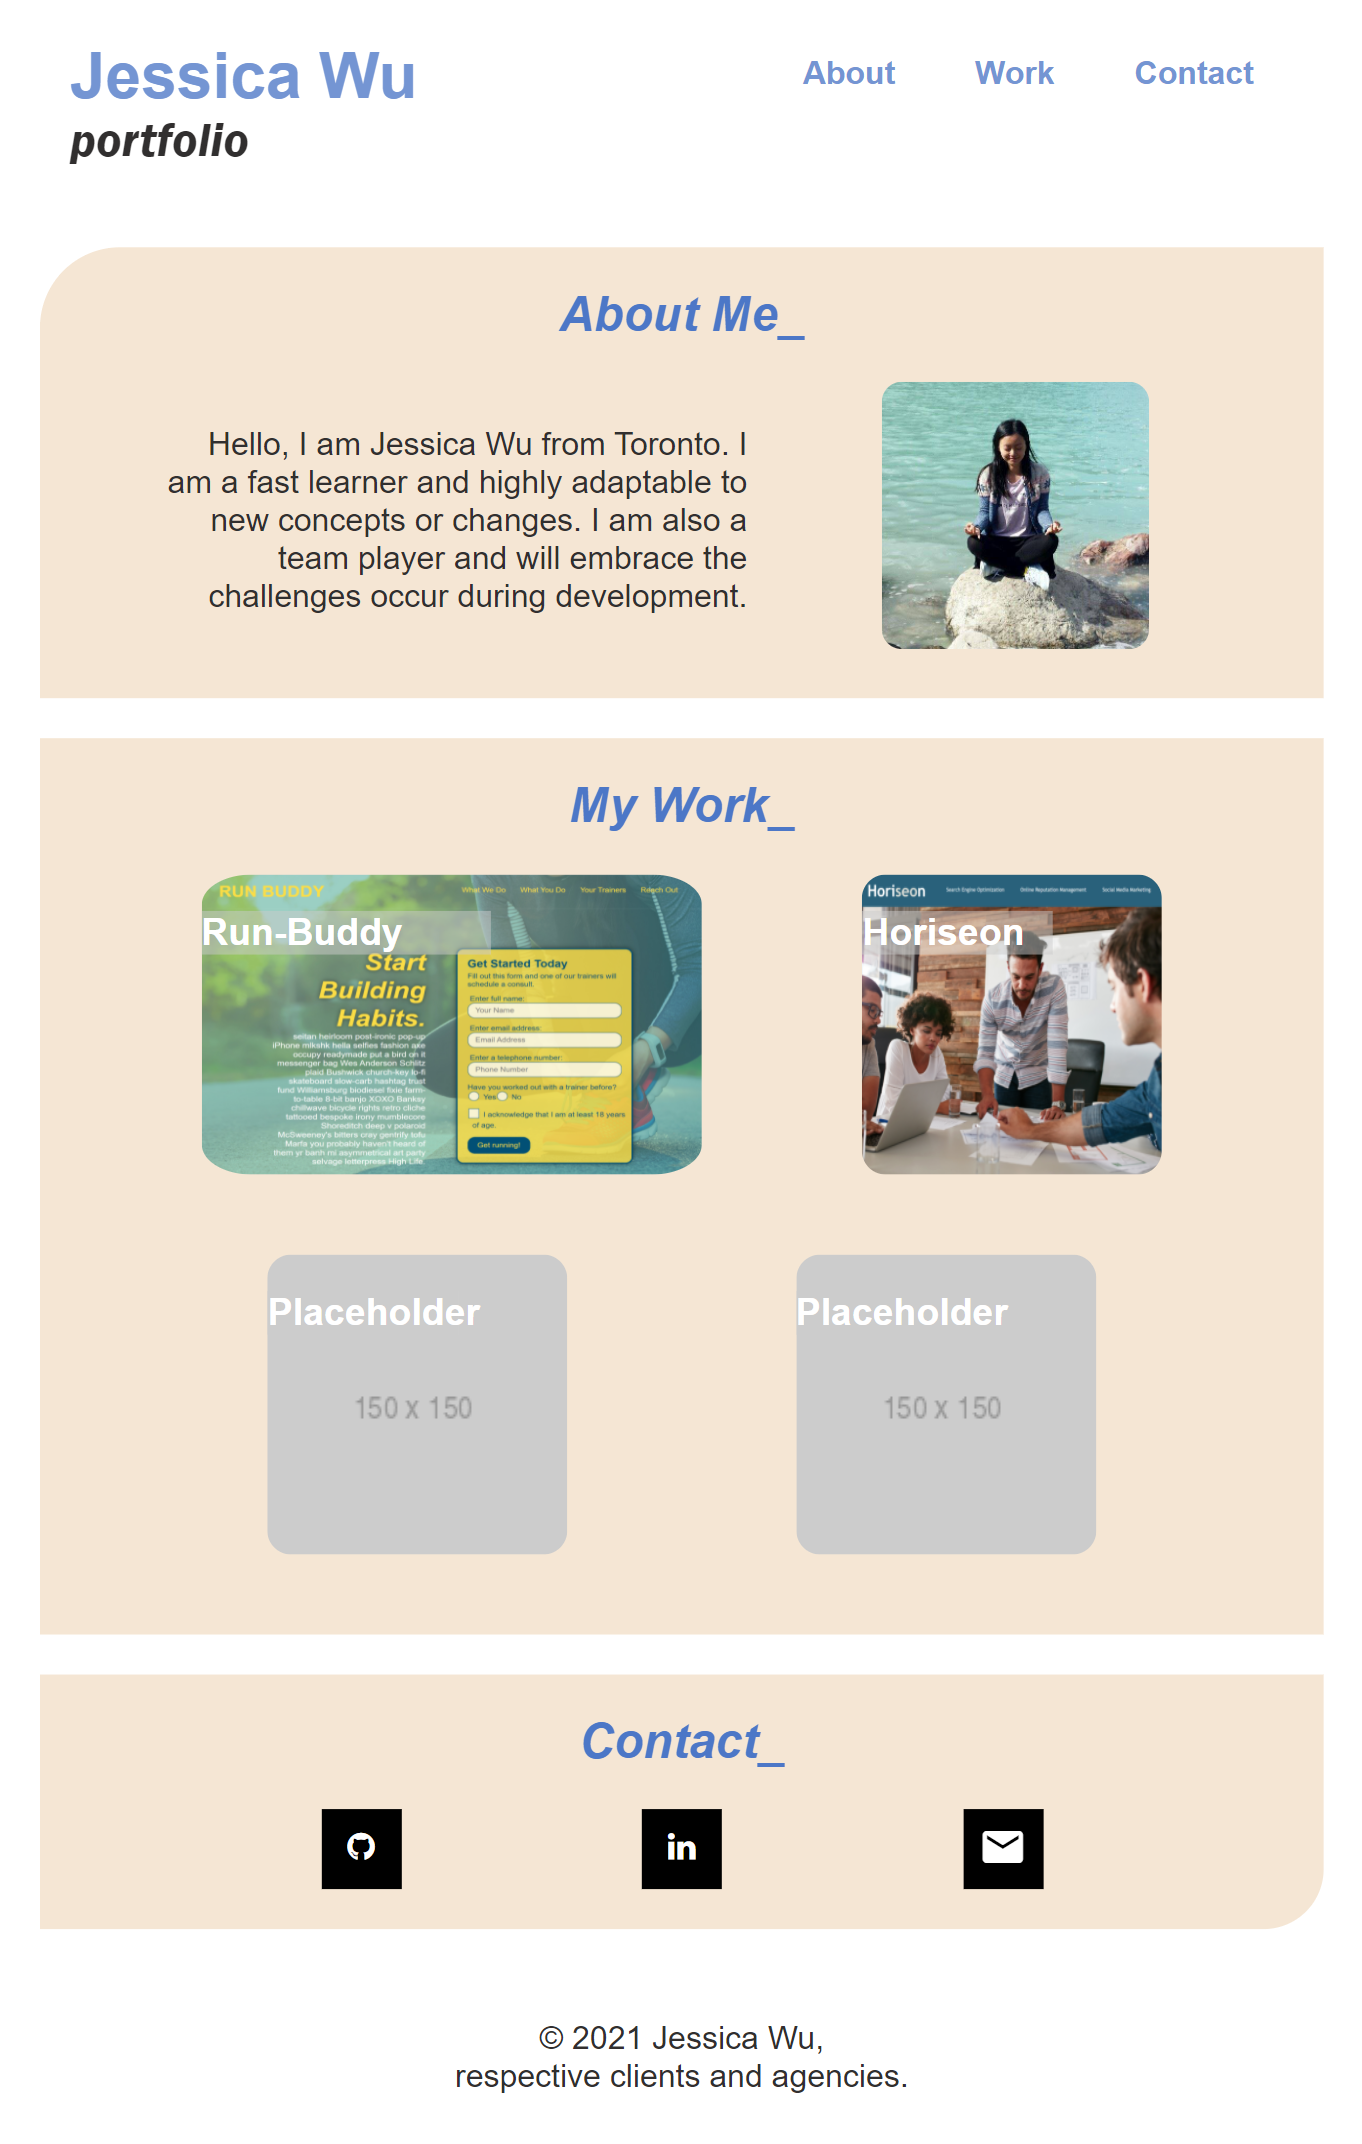 Jessica Wu
portfolio
About
Work
Contact
About Me_
Hello, I am Jessica Wu from Toronto. I
am a fast learner and highly adaptable to
new concepts or changes. I am also a
team player and will embrace the
challenges occur during development.
My Work_
RUN BUDDY
What We Do
What You Do
Your Trainers
Reach Out
Run-Buddy
Start
Building
Habits.
seitan heirloom post-ironic pop-up
iPhone mlkshk hella selfies fashion axe
occupy readymade put a bird on it
messenger bag Wes Anderson Schlitz
plaid Bushwick church-key lo-fi
skateboard slow-carb hashtag trust
fund Williamsburg biodiesel fixie farm-
to-table 8-bit banjo XOXO Banksy
chillwave bicycle rights retro cliche
tattooed bespoke irony mumblecore
Shoreditch deep v polaroid
McSweeney's bitters cray gentrify tofu
Marfa you probably haven't heard of
them yr banh mi asymmetrical art party
selvage letterpress High Life.
Get Started Today
Fill out this form and one of our trainers will
schedule a consult.
Enter full name:
Your Name
Enter email address:
Email Address
Enter a telephone number:
Phone Number
Have you worked out with a trainer before?
Yes No
I acknowledge that I am at least 18 years
of age.
Get running!
Horiseon
Search Engine Optimization
Online Reputation Management
Social Media Marketing
Horiseon
Placeholder
150 x 150
Placeholder
150 x 150
Contact_
in
© 2021 Jessica Wu,
respective clients and agencies.